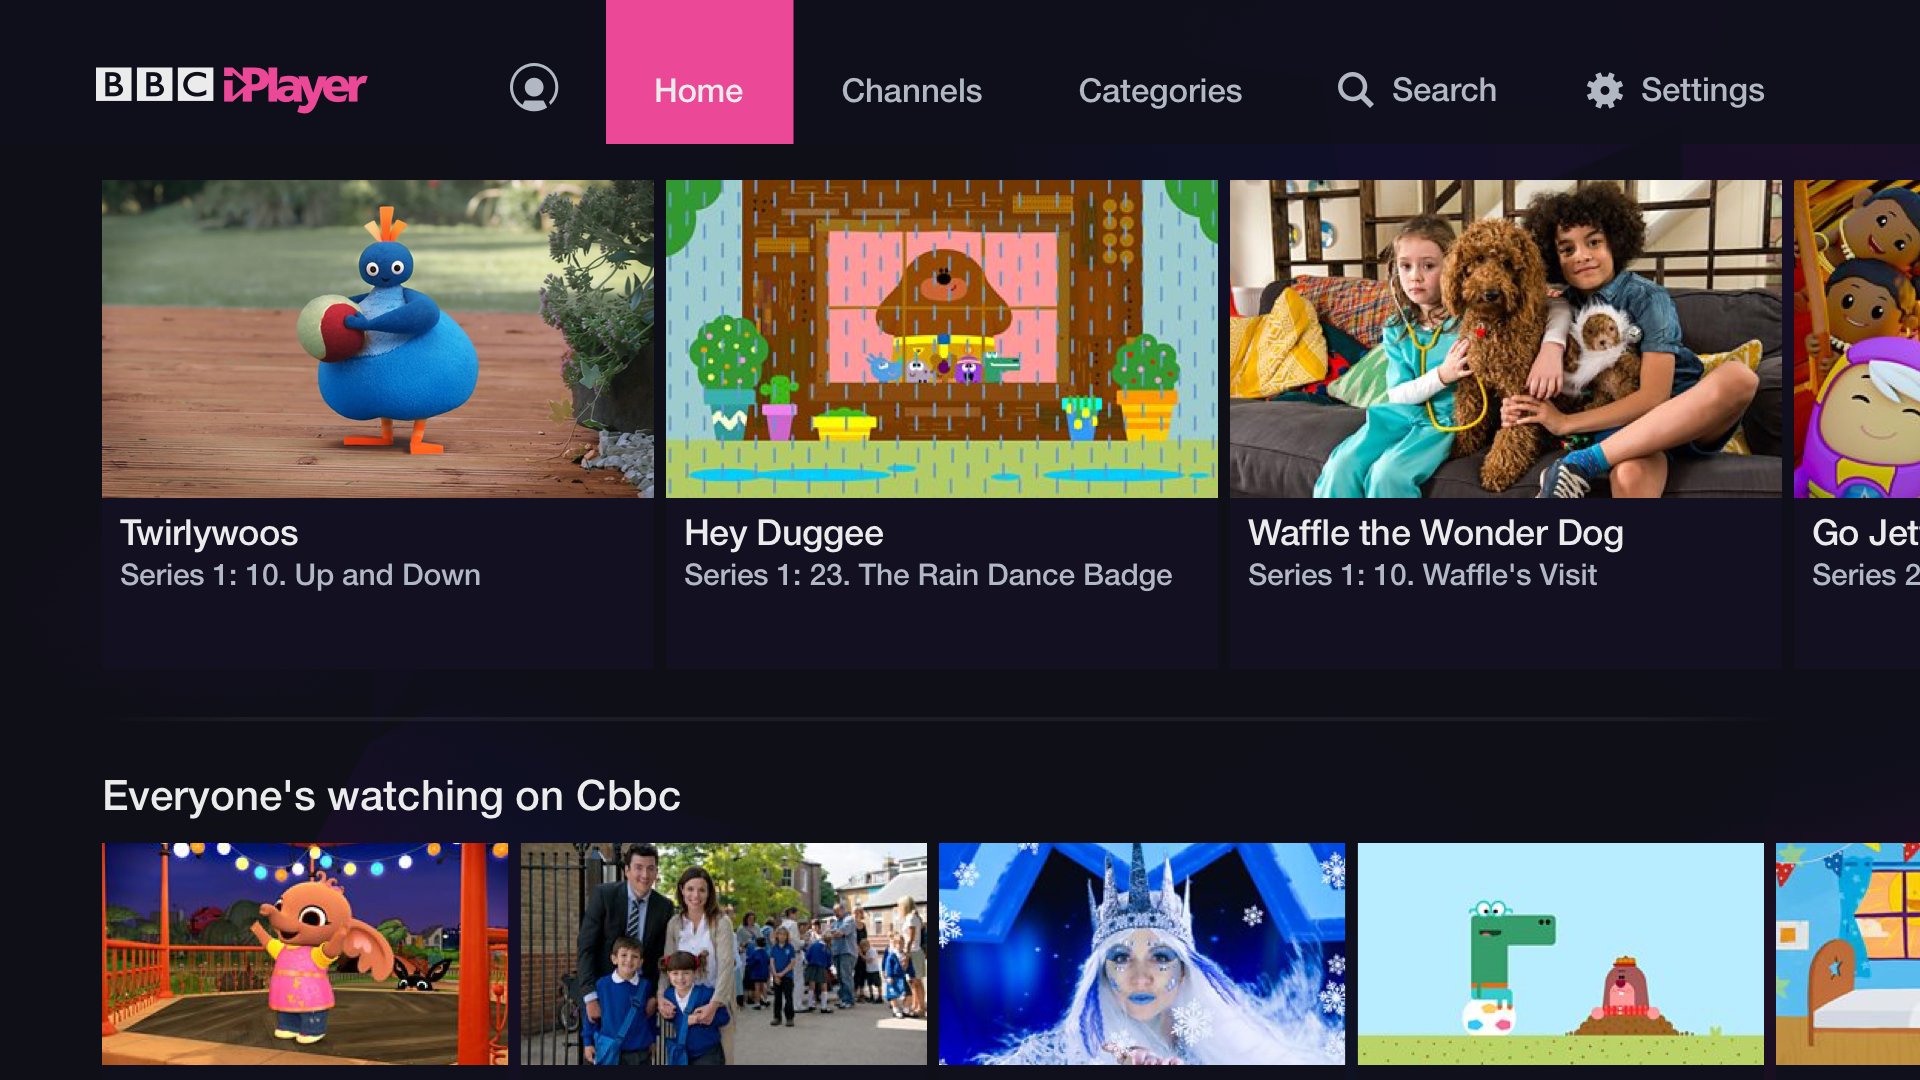 BBC iPlayer
Home
Channels
Categories
Search
Settings
Twirlywoos
Series 1: 10. Up and Down
Hey Duggee
Series 1: 23. The Rain Dance Badge
Waffle the Wonder Dog
Series 1: 10. Waffle's Visit
Go Jet
Series 2
Everyone's watching on Cbbc